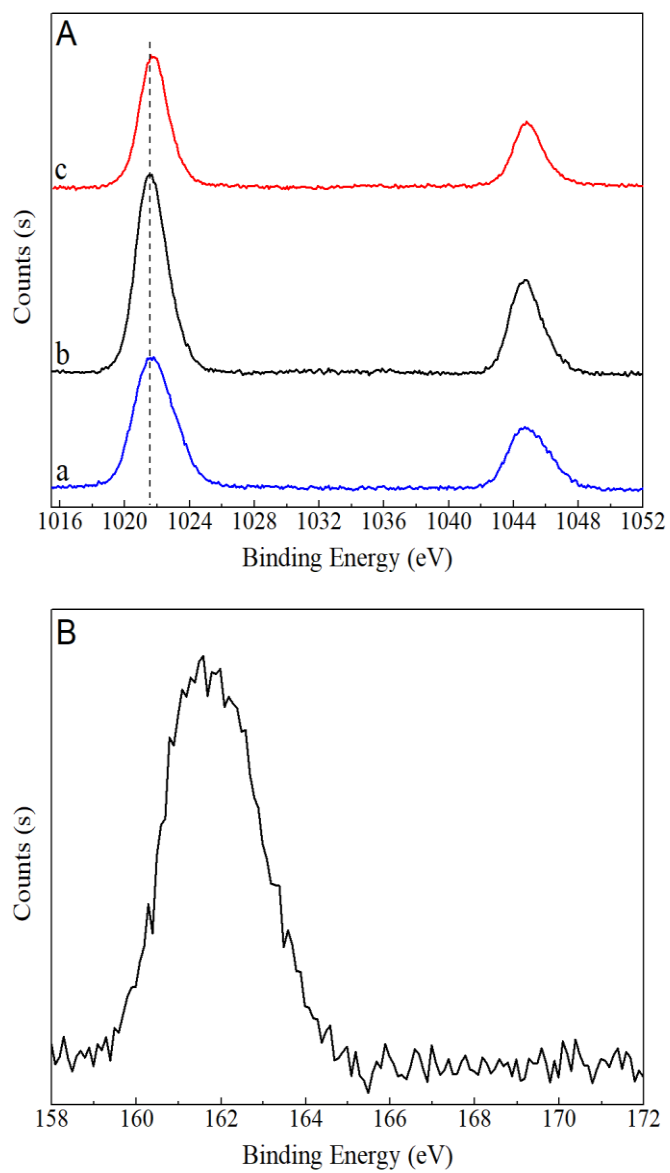 A
c
b
a
Counts (s)
1016 1020 1024 1028 1032 1036 1040 1044 1048 1052
Binding Energy (eV)
B
Counts (s)
158 160 162 164 166 168 170 172
Binding Energy (eV)